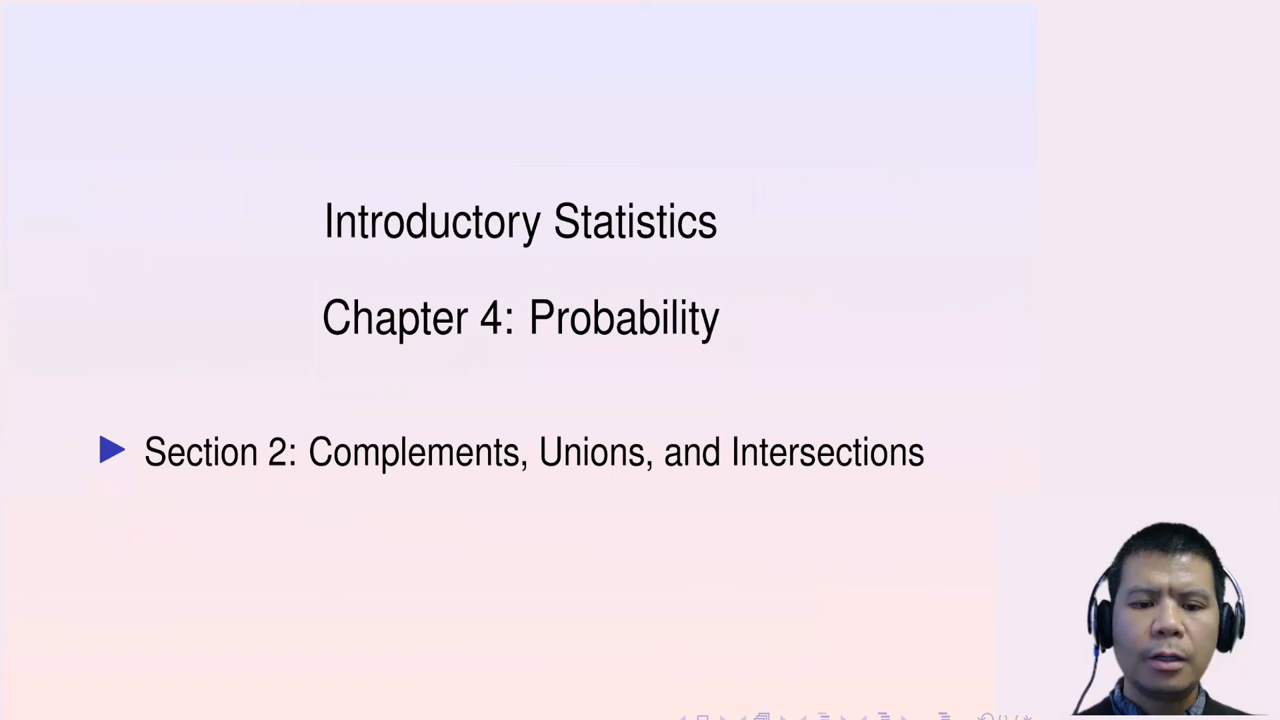 Introductory Statistics
Chapter 4: Probability
Section 2: Complements, Unions, and Intersections